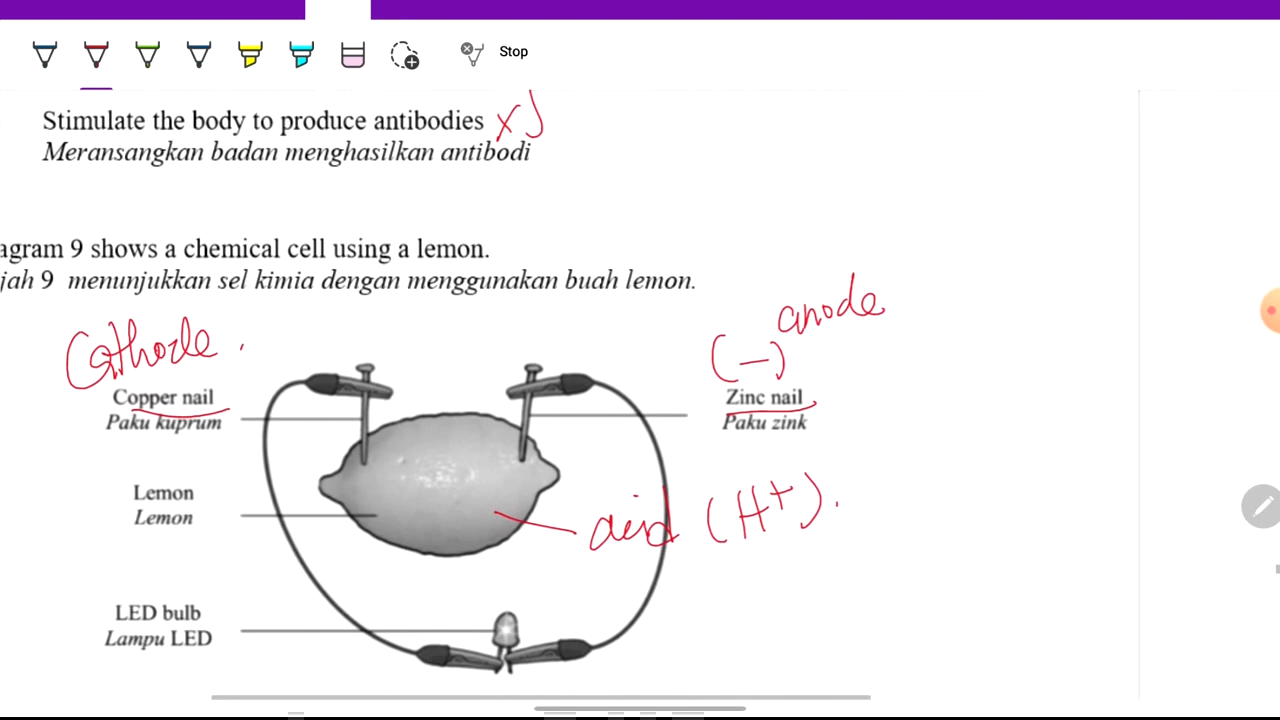 Stop
Stimulate the body to produce antibodies
Meransangkan badan menghasilkan antibodi
agram 9 shows a chemical cell using a lemon.
jah 9 menunjukkan sel kimia dengan menggunakan buah lemon.
Cathode.
anode
(−)
Copper nail
Paku kuprum
Zinc nail
Paku zink
Lemon
Lemon
acid (H+).
LED bulb
Lampu LED